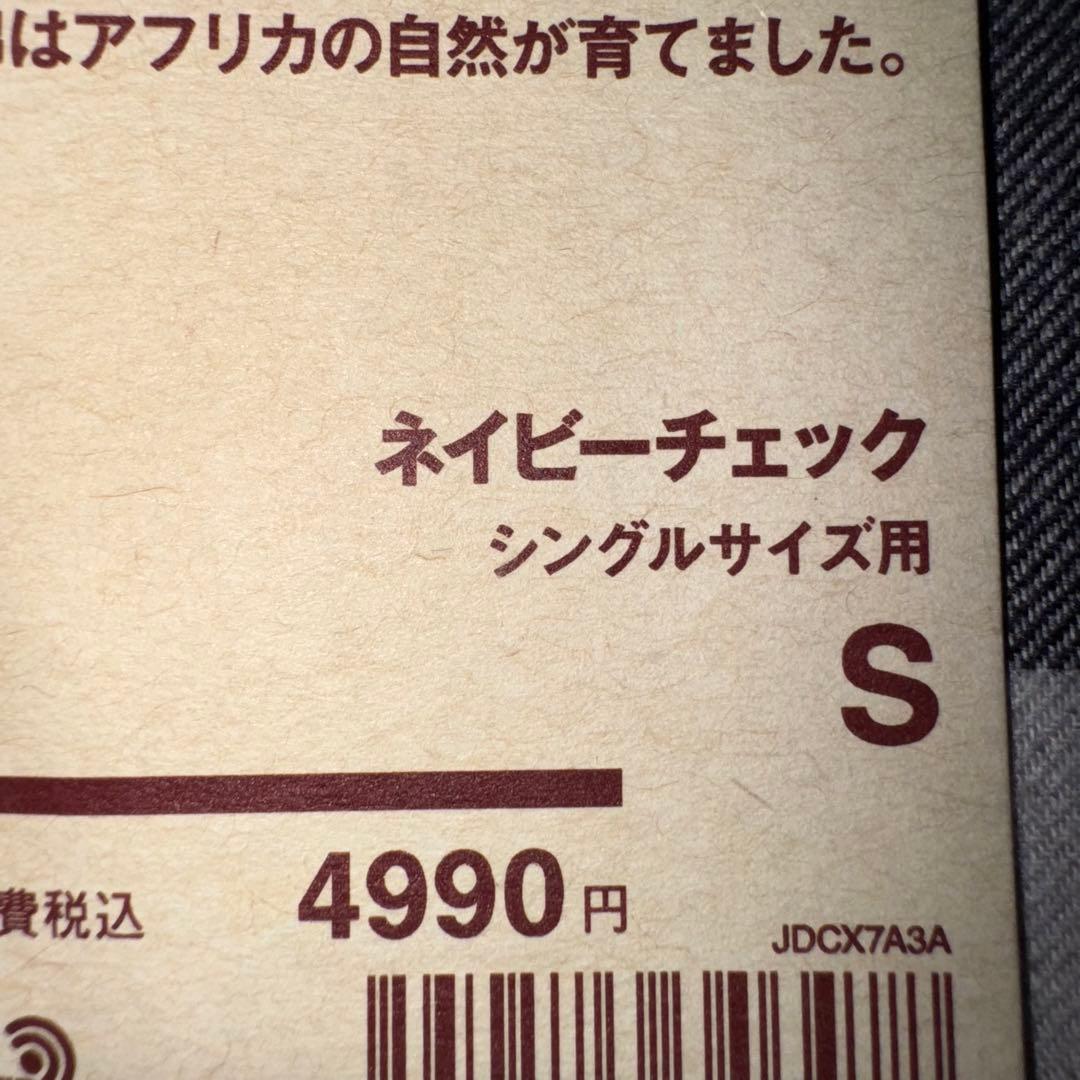 はアフリカの自然が育てました。
ネイビーチェック
シングルサイズ用
S
費税込 4990円
JDCX7A3A